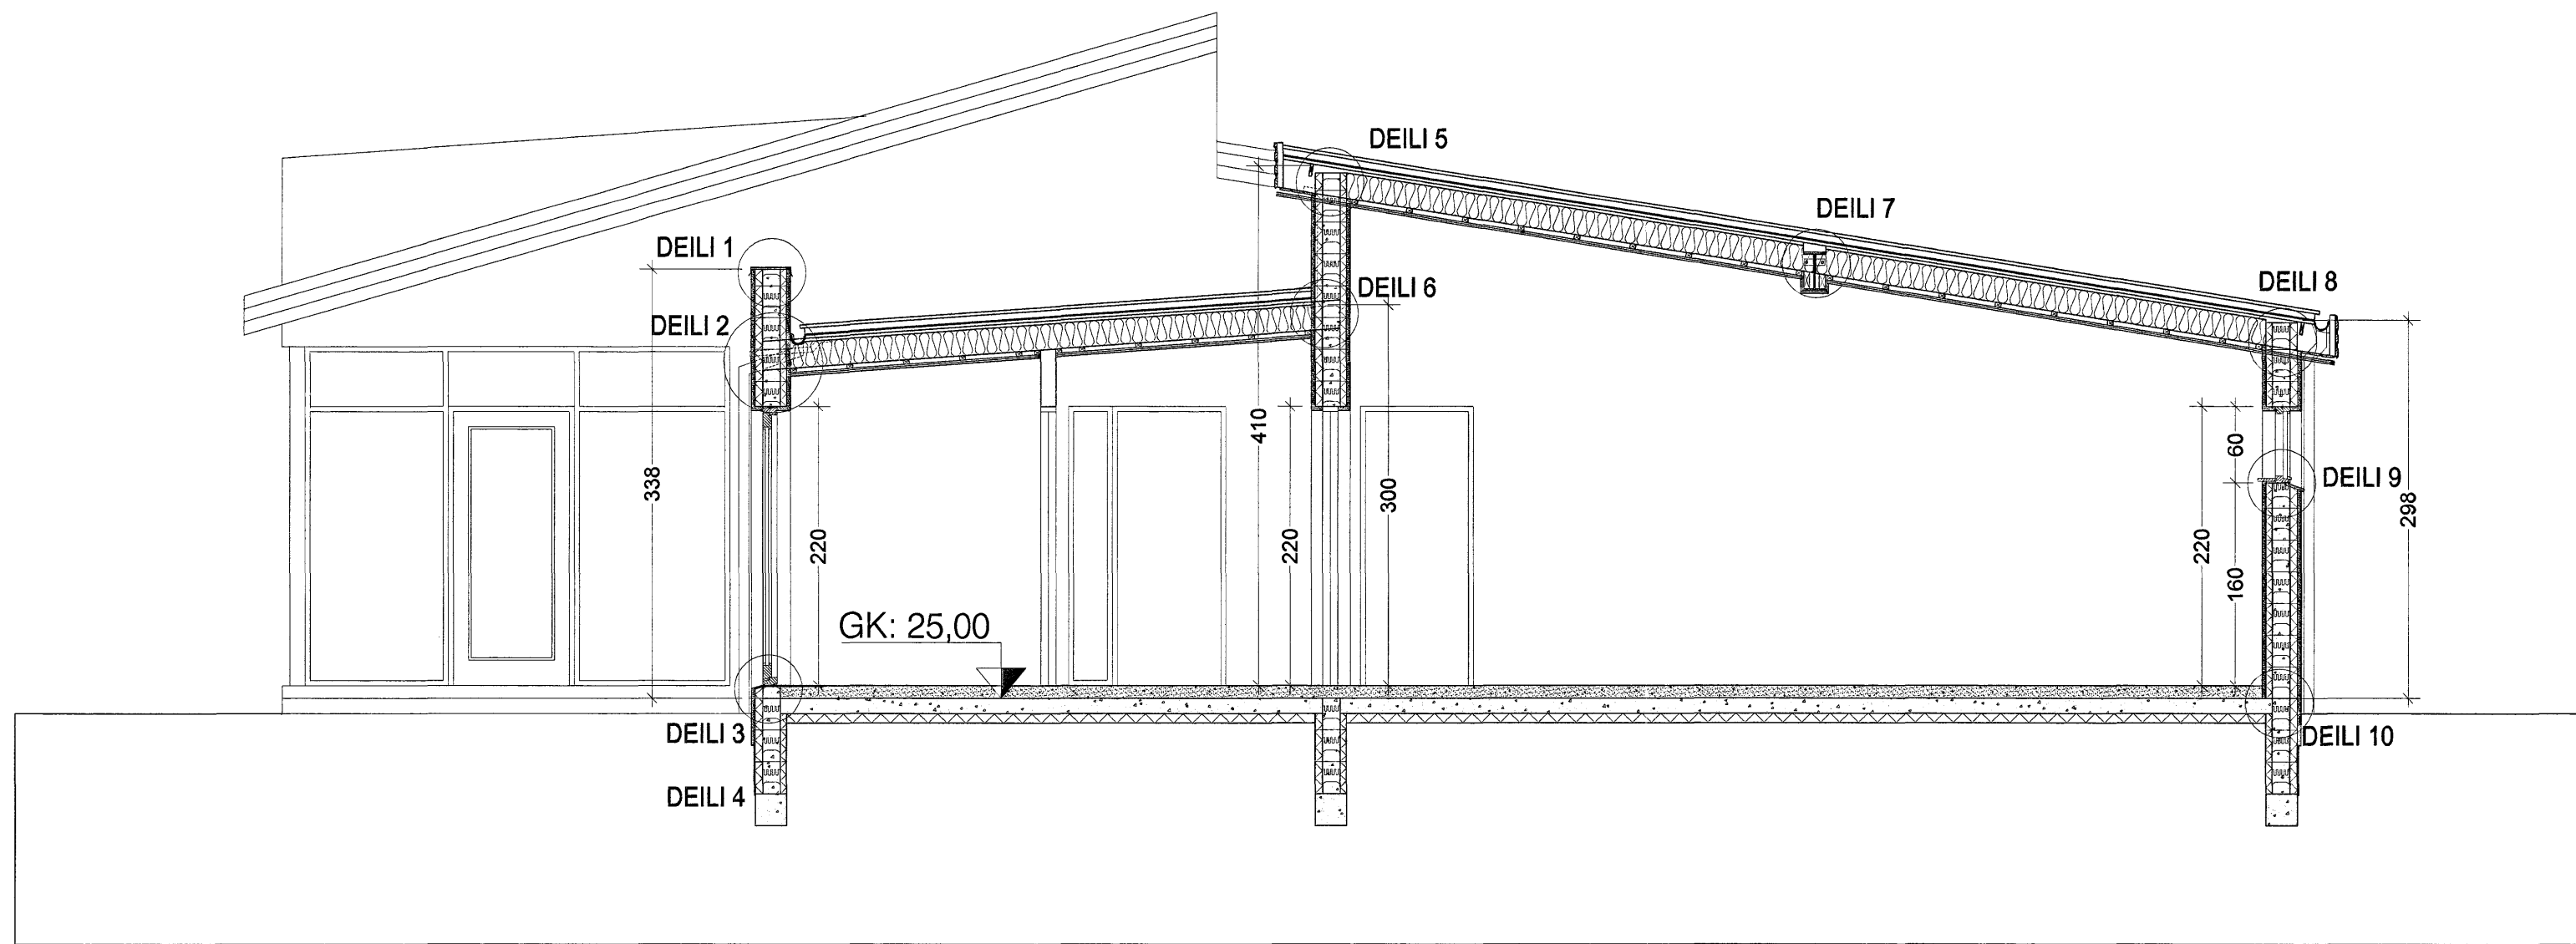 DEILI 5
DEILI 7
DEILI 1
DEILI 8
DEILI 6
DEILI 2
410
60
338
DEILI 9
300
298
220
220
220
160
GK: 25,00
DEILI 3
DEILI 10
DEILI 4